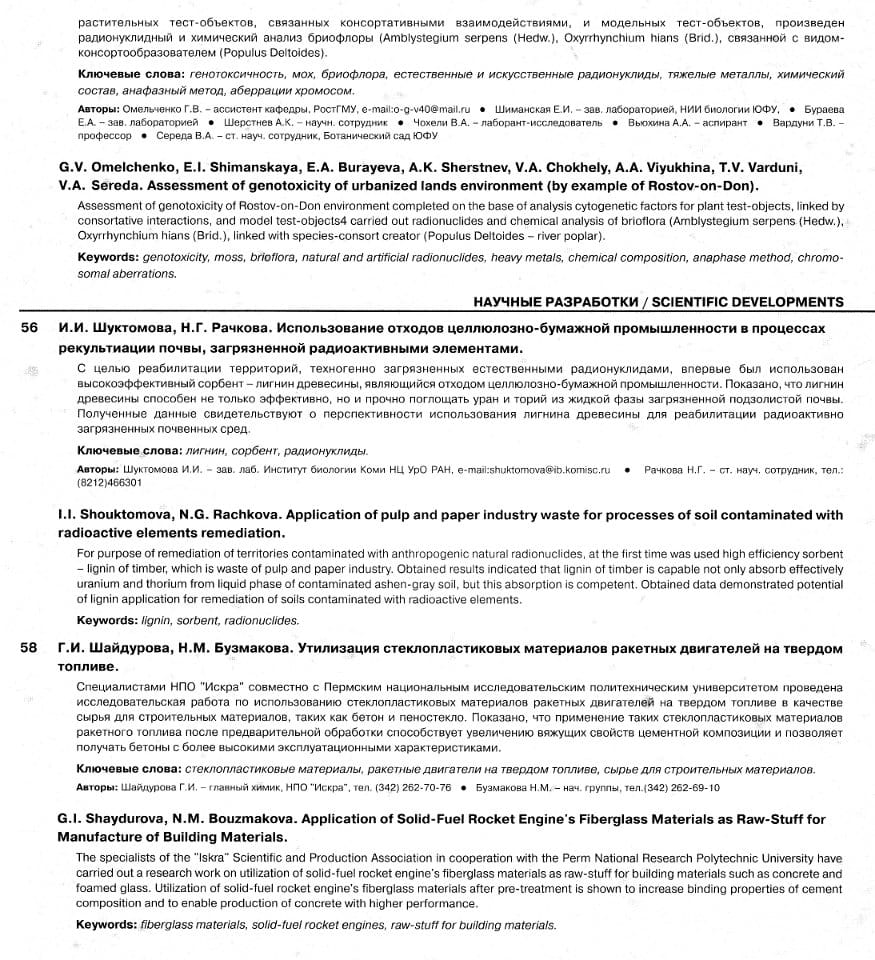 растительных тест-объектов, связанных консортативными взаимодействиями, и модельных тест-объектов, произведен
радионуклидный и химический анализ бриофлоры (Amblystegium serpens (Hedw.), Oxyrrhynchium hians (Brid.), связанной с видом-
консортообразователем (Populus Deltoides).
Ключевые слова: генотоксичность, мох, бриофлора, естественные и искусственные радионуклиды, тяжелые металлы, химический
состав, анафазный метод, аберрации хромосом.
Авторы: Омельченко Г.В. – ассистент кафедры, РостГМУ, e-mail:o-g-v40@mail.ru ● Шиманская Е.И. – зав. лабораторией, НИИ биологии ЮФУ, ● Бураева
Е.А. – зав. лабораторией ● Шерстнев А.К. – научн. сотрудник ● Чохели В.А. – лаборант-исследователь ● Вьюхина А.А. – аспирант ● Вардуни Т.В. –
профессор ● Середа В.А. – ст. науч. сотрудник, Ботанический сад ЮФУ
G.V. Omelchenko, E.I. Shimanskaya, E.A. Burayeva, A.K. Sherstnev, V.A. Chokhely, A.A. Viyukhina, T.V. Varduni,
V.A. Sereda. Assessment of genotoxicity of urbanized lands environment (by example of Rostov-on-Don).
Assessment of genotoxicity of Rostov-on-Don environment completed on the base of analysis cytogenetic factors for plant test-objects, linked by
consortative interactions, and model test-objects4 carried out radionuclides and chemical analysis of brioflora (Amblystegium serpens (Hedw.),
Oxyrrhynchium hians (Brid.), linked with species-consort creator (Populus Deltoides – river poplar).
Keywords: genotoxicity, moss, brioflora, natural and artificial radionuclides, heavy metals, chemical composition, anaphase method, chromo-
somal aberrations.
НАУЧНЫЕ РАЗРАБОТКИ / SCIENTIFIC DEVELOPMENTS
56 И.И. Шуктомова, Н.Г. Рачкова. Использование отходов целлюлозно-бумажной промышленности в процессах
рекультиации почвы, загрязненной радиоактивными элементами.
С целью реабилитации территорий, техногенно загрязненных естественными радионуклидами, впервые был использован
высокоэффективный сорбент – лигнин древесины, являющийся отходом целлюлозно-бумажной промышленности. Показано, что лигнин
древесины способен не только эффективно, но и прочно поглощать уран и торий из жидкой фазы загрязненной подзолистой почвы.
Полученные данные свидетельствуют о перспективности использования лигнина древесины для реабилитации радиоактивно
загрязненных почвенных сред.
Ключевые слова: лигнин, сорбент, радионуклиды.
Авторы: Шуктомова И.И. – зав. лаб. Институт биологии Коми НЦ УрО РАН, e-mail:shuktomova@ib.komisc.ru ● Рачкова Н.Г. – ст. науч. сотрудник, тел.:
(8212)466301
I.I. Shouktomova, N.G. Rachkova. Application of pulp and paper industry waste for processes of soil contaminated with
radioactive elements remediation.
For purpose of remediation of territories contaminated with anthropogenic natural radionuclides, at the first time was used high efficiency sorbent
– lignin of timber, which is waste of pulp and paper industry. Obtained results indicated that lignin of timber is capable not only absorb effectively
uranium and thorium from liquid phase of contaminated ashen-gray soil, but this absorption is competent. Obtained data demonstrated potential
of lignin application for remediation of soils contaminated with radioactive elements.
Keywords: lignin, sorbent, radionuclides.
58 Г.И. Шайдурова, Н.М. Бузмакова. Утилизация стеклопластиковых материалов ракетных двигателей на твердом
топливе.
Специалистами НПО "Искра" совместно с Пермским национальным исследовательским политехническим университетом проведена
исследовательская работа по использованию стеклопластиковых материалов ракетных двигателей на твердом топливе в качестве
сырья для строительных материалов, таких как бетон и пеностекло. Показано, что применение таких стеклопластиковых материалов
ракетного топлива после предварительной обработки способствует увеличению вяжущих свойств цементной композиции и позволяет
получать бетоны с более высокими эксплуатационными характеристиками.
Ключевые слова: стеклопластиковые материалы, ракетные двигатели на твердом топливе, сырье для строительных материалов.
Авторы: Шайдурова Г.И. – главный химик, НПО "Искра", тел. (342) 262-70-76 ● Бузмакова Н.М. – нач. группы, тел.(342) 262-69-10
G.I. Shaydurova, N.M. Bouzmakova. Application of Solid-Fuel Rocket Engine's Fiberglass Materials as Raw-Stuff for
Manufacture of Building Materials.
The specialists of the "Iskra" Scientific and Production Association in cooperation with the Perm National Research Polytechnic University have
carried out a research work on utilization of solid-fuel rocket engine's fiberglass materials as raw-stuff for building materials such as concrete and
foamed glass. Utilization of solid-fuel rocket engine's fiberglass materials after pre-treatment is shown to increase binding properties of cement
composition and to enable production of concrete with higher performance.
Keywords: fiberglass materials, solid-fuel rocket engines, raw-stuff for building materials.